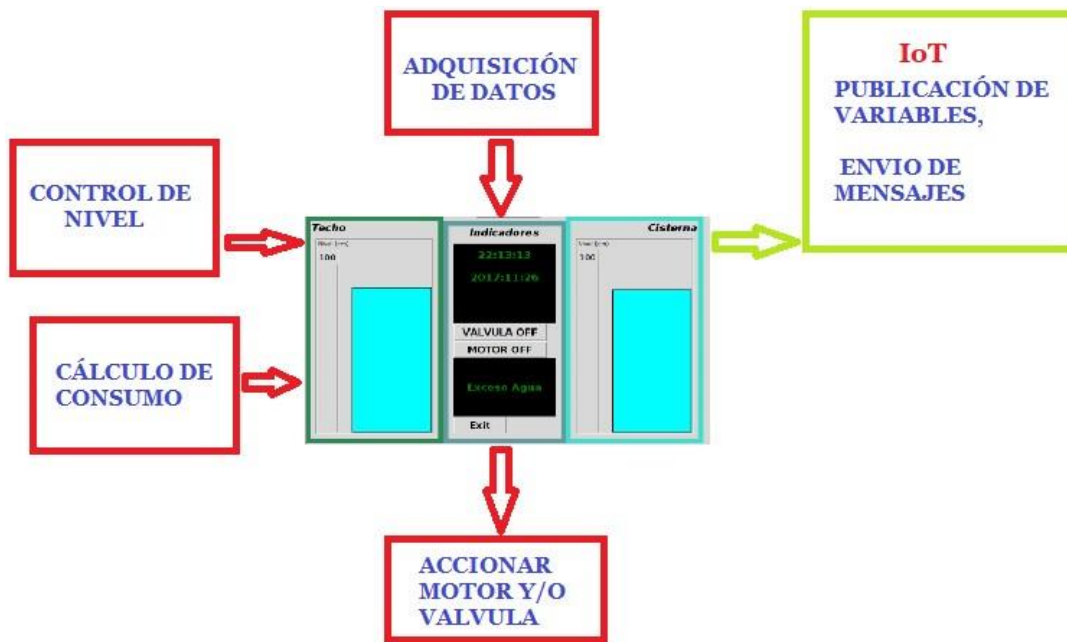 ADQUISICIÓN
DE DATOS
IoT
PUBLICACIÓN DE
VARIABLES,
ENVIO DE
MENSAJES
CONTROL DE
NIVEL
CÁLCULO DE
CONSUMO
Techo
100
Indicadores
22:13:13
2017:11:26
VALVULA OFF
MOTOR OFF
Exceso Agua
Exit
Cisterna
100
ACCIONAR
MOTOR Y/O
VALVULA